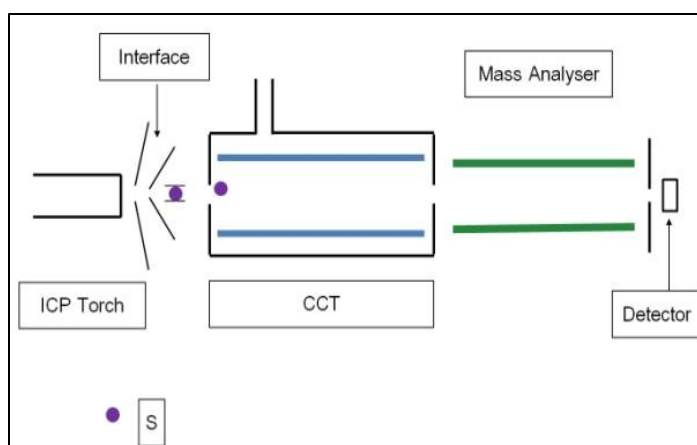 Interface
Mass Analyser
ICP Torch
CCT
Detector
S